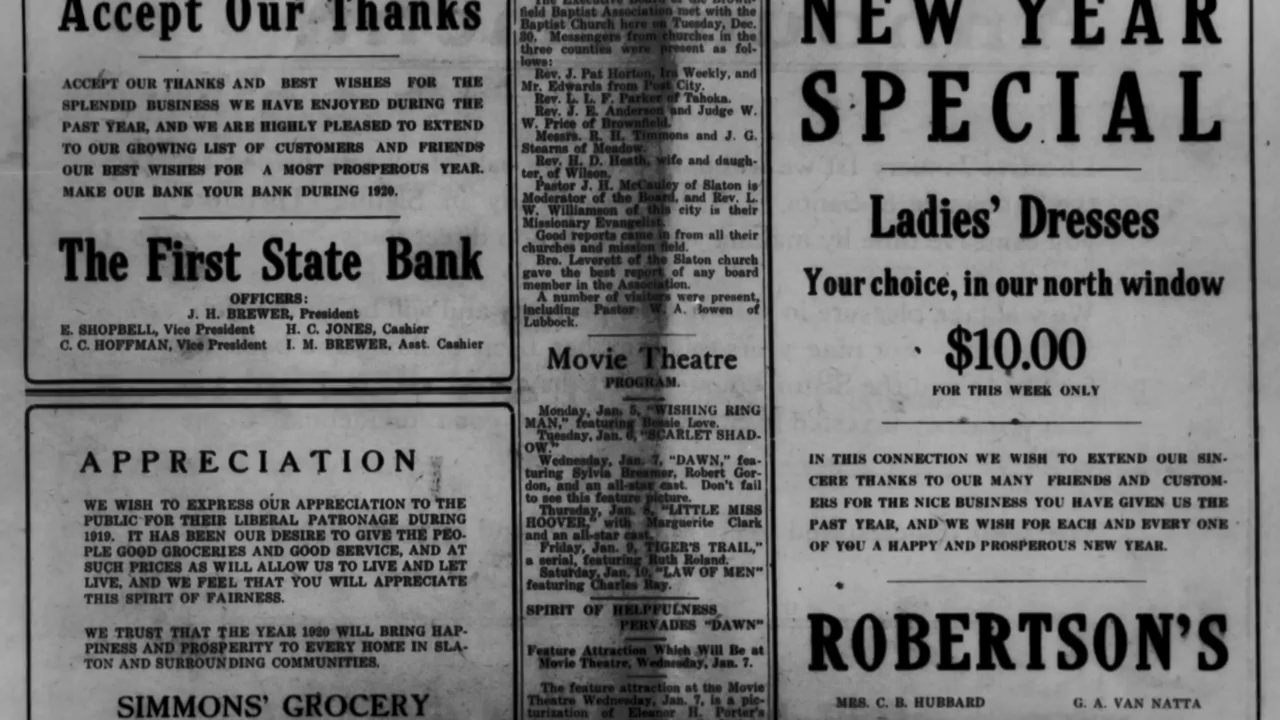 Accept Our Thanks
ACCEPT OUR THANKS AND BEST WISHES FOR THE
SPLENDID BUSINESS WE HAVE ENJOYED DURING THE
PAST YEAR, AND WE ARE HIGHLY PLEASED TO EXTEND
TO OUR GROWING LIST OF CUSTOMERS AND FRIENDS
OUR BEST WISHES FOR A MOST PROSPEROUS YEAR.
MAKE OUR BANK YOUR BANK DURING 1920.
The First State Bank
OFFICERS:
J. H. BREWER, President
E. SHOPBELL, Vice President H. C. JONES, Cashier
C. C. HOFFMAN, Vice President I. M. BREWER, Asst. Cashier
APPRECIATION
WE WISH TO EXPRESS OUR APPRECIATION TO THE
PUBLIC FOR THEIR LIBERAL PATRONAGE DURING
1919. IT HAS BEEN OUR DESIRE TO GIVE THE PEO-
PLE GOOD GROCERIES AND GOOD SERVICE, AND AT
SUCH PRICES AS WILL ALLOW US TO LIVE AND LET
LIVE, AND WE FEEL THAT YOU WILL APPRECIATE
THIS SPIRIT OF FAIRNESS.
WE TRUST THAT THE YEAR 1920 WILL BRING HAP-
PINESS AND PROSPERITY TO EVERY HOME IN SLA-
TON AND SURROUNDING COMMUNITIES.
SIMMONS' GROCERY
The Executive Board of the Brown-
field Baptist Association met with the
Baptist Church here on Tuesday, Dec.
30. Messengers from churches in the
three counties were present as fol-
lows:
Rev. J. Pat Horton, Ira Weekly, and
Mr. Edwards from Post City.
Rev. L. L. F. Parker of Tahoka.
Rev. J. E. Anderson and Judge W.
W. Price of Brownfield.
Messrs. R. H. Timmons and J. G.
Stearns of Meadow.
Rev. H. D. Heath, wife and daugh-
ter, of Wilson.
Pastor J. H. McCauley of Slaton is
Moderator of the Board, and Rev. L.
W. Williamson of this city is their
Missionary Evangelist.
Good reports came in from all their
churches and mission field.
Bro. Leverett of the Slaton church
gave the best report of any board
member in the Association.
A number of visitors were present,
including Pastor W. A. Bowen of
Lubbock.
Movie Theatre
PROGRAM.
Monday, Jan. 5, "WISHING RING
MAN," featuring Bessie Love.
Tuesday, Jan. 6, "SCARLET SHAD-
OW."
Wednesday, Jan. 7, "DAWN," fea-
turing Sylvia Breamer, Robert Gor-
don, and an all-star cast. Don't fail
to see this feature picture.
Thursday, Jan. 8, "LITTLE MISS
HOOVER," with Marguerite Clark
and an all-star cast.
Friday, Jan. 9, TIGER'S TRAIL,"
a serial, featuring Ruth Roland.
Saturday, Jan. 10, "LAW OF MEN"
featuring Charles Ray.
SPIRIT OF HELPFULNESS
PERVADES "DAWN"
Feature Attraction Which Will Be at
Movie Theatre, Wednesday, Jan. 7.
The feature attraction at the Movie
Theatre Wednesday, Jan. 7, is a pic-
turization of Eleanor H. Porter's
NEW YEAR
SPECIAL
Ladies' Dresses
Your choice, in our north window
$10.00
FOR THIS WEEK ONLY
IN THIS CONNECTION WE WISH TO EXTEND OUR SIN-
CERE THANKS TO OUR MANY FRIENDS AND CUSTOM-
ERS FOR THE NICE BUSINESS YOU HAVE GIVEN US THE
PAST YEAR, AND WE WISH FOR EACH AND EVERY ONE
OF YOU A HAPPY AND PROSPEROUS NEW YEAR.
ROBERTSON'S
MRS. C. B. HUBBARD G. A. VAN NATTA